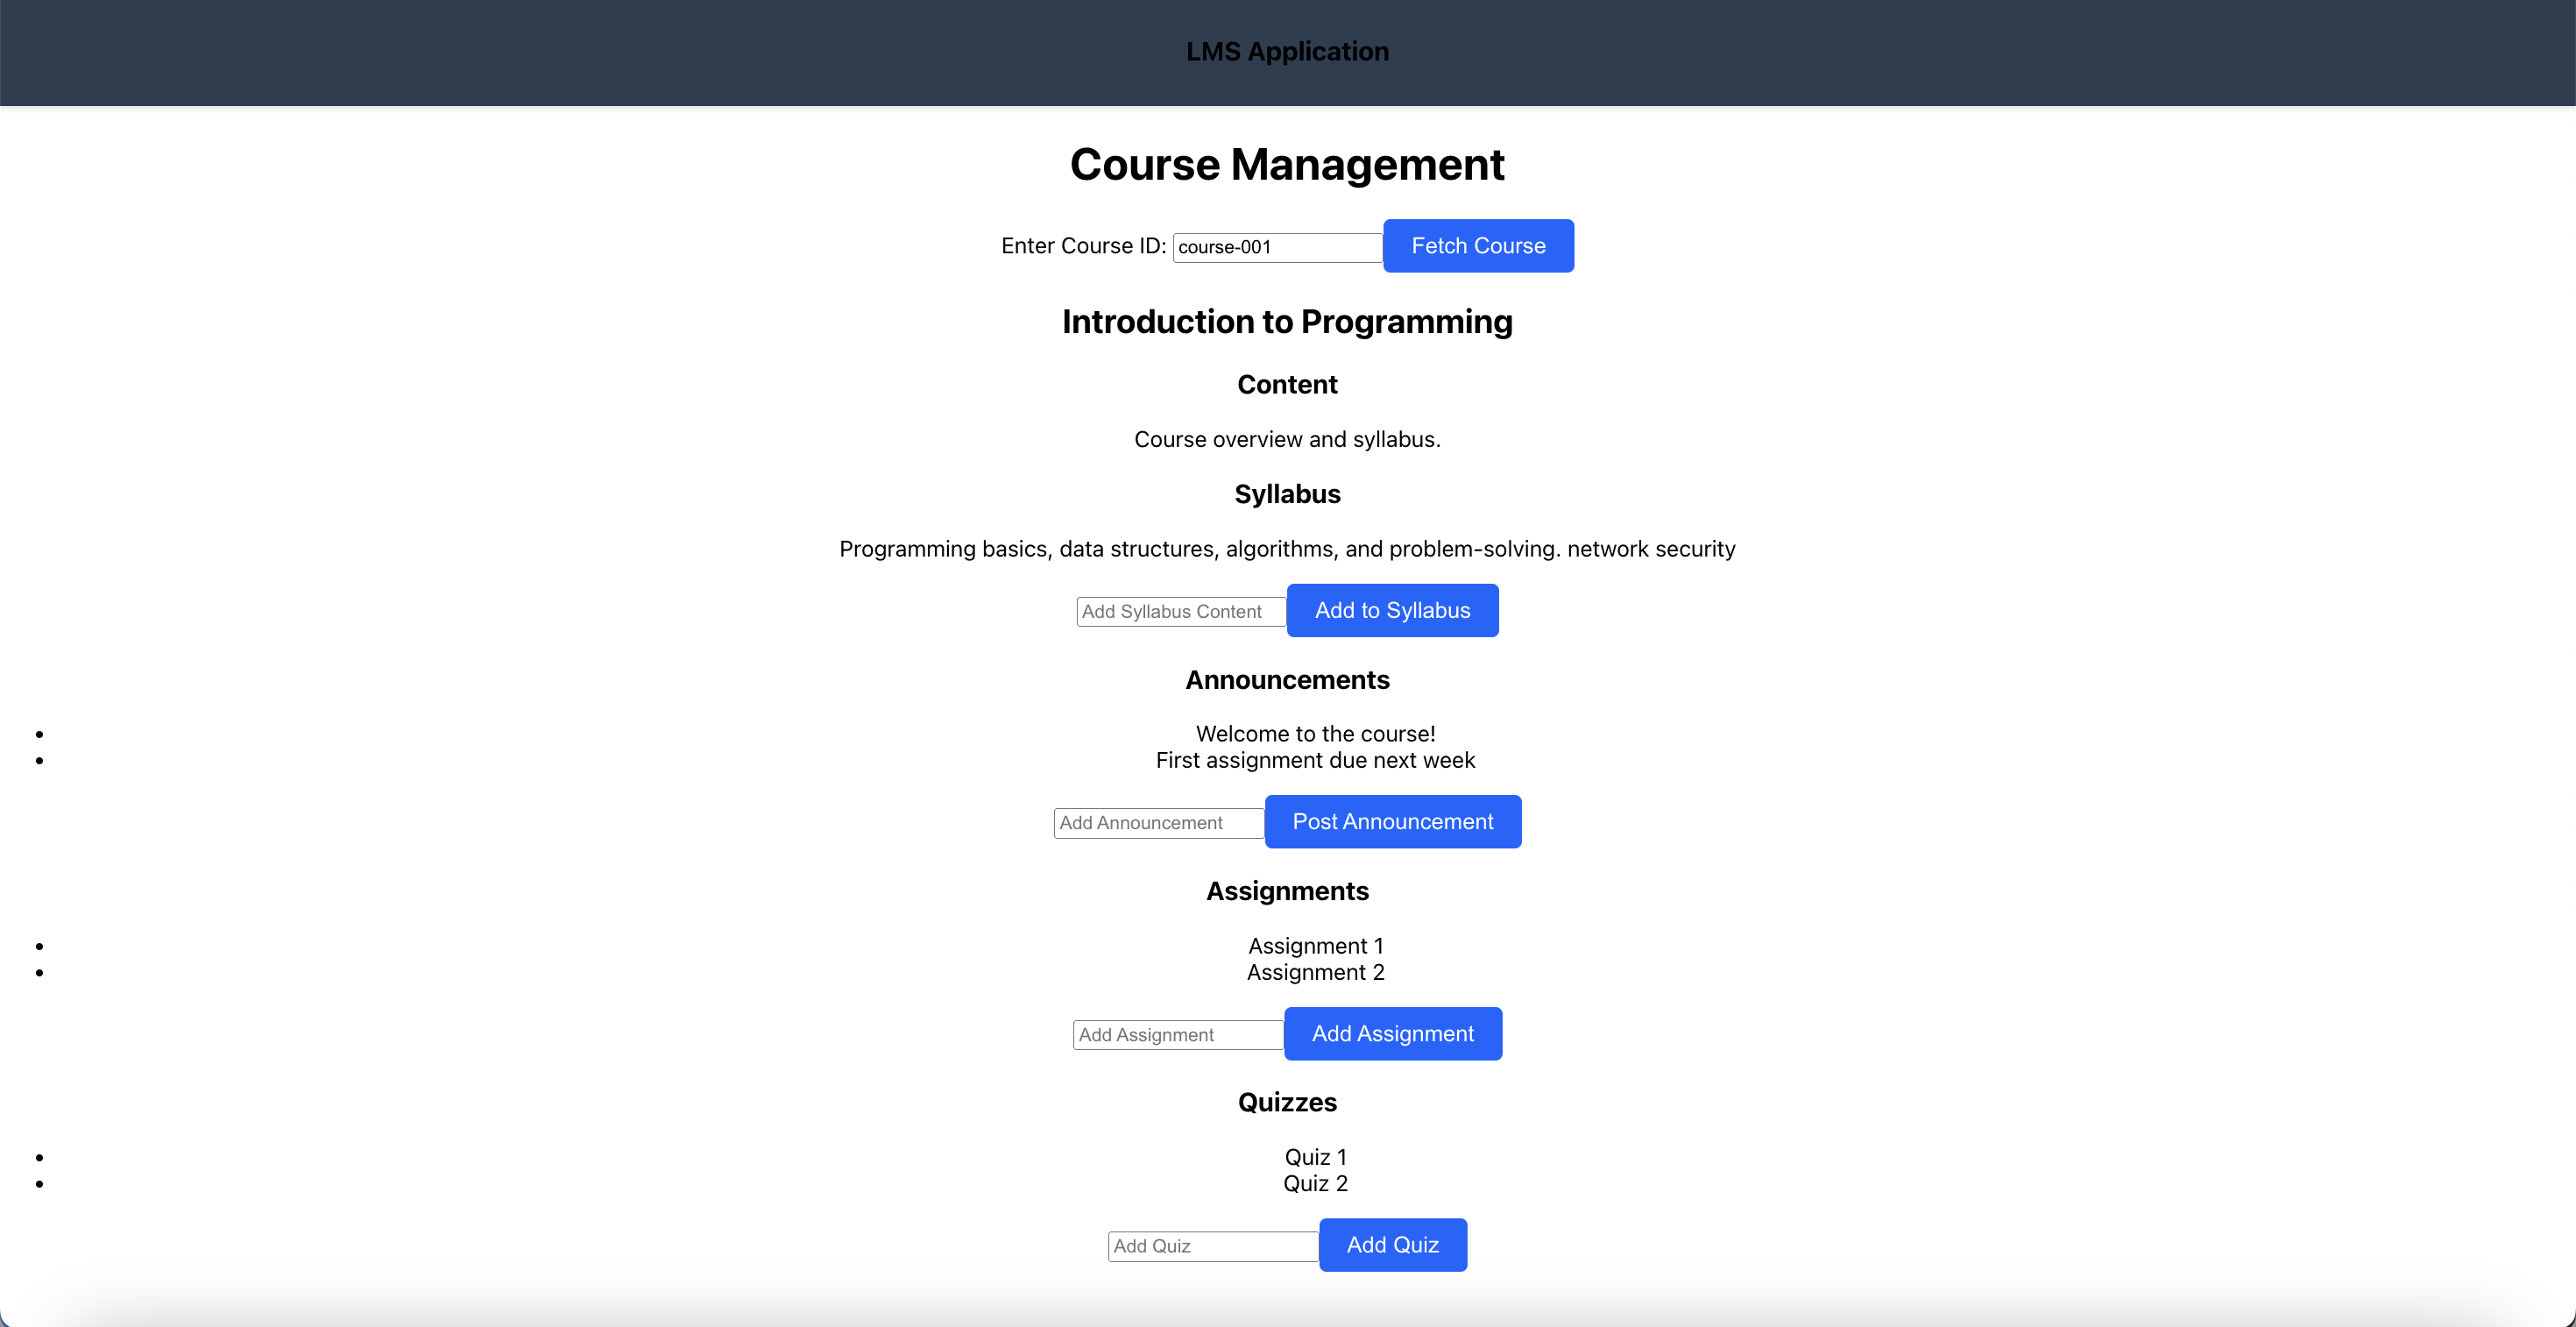 LMS Application
Course Management
Enter Course ID: course-001 Fetch Course
Introduction to Programming
Content
Course overview and syllabus.
Syllabus
Programming basics, data structures, algorithms, and problem-solving. network security
Add Syllabus Content Add to Syllabus
Announcements
• Welcome to the course!
• First assignment due next week
Add Announcement Post Announcement
Assignments
• Assignment 1
• Assignment 2
Add Assignment Add Assignment
Quizzes
• Quiz 1
• Quiz 2
Add Quiz Add Quiz